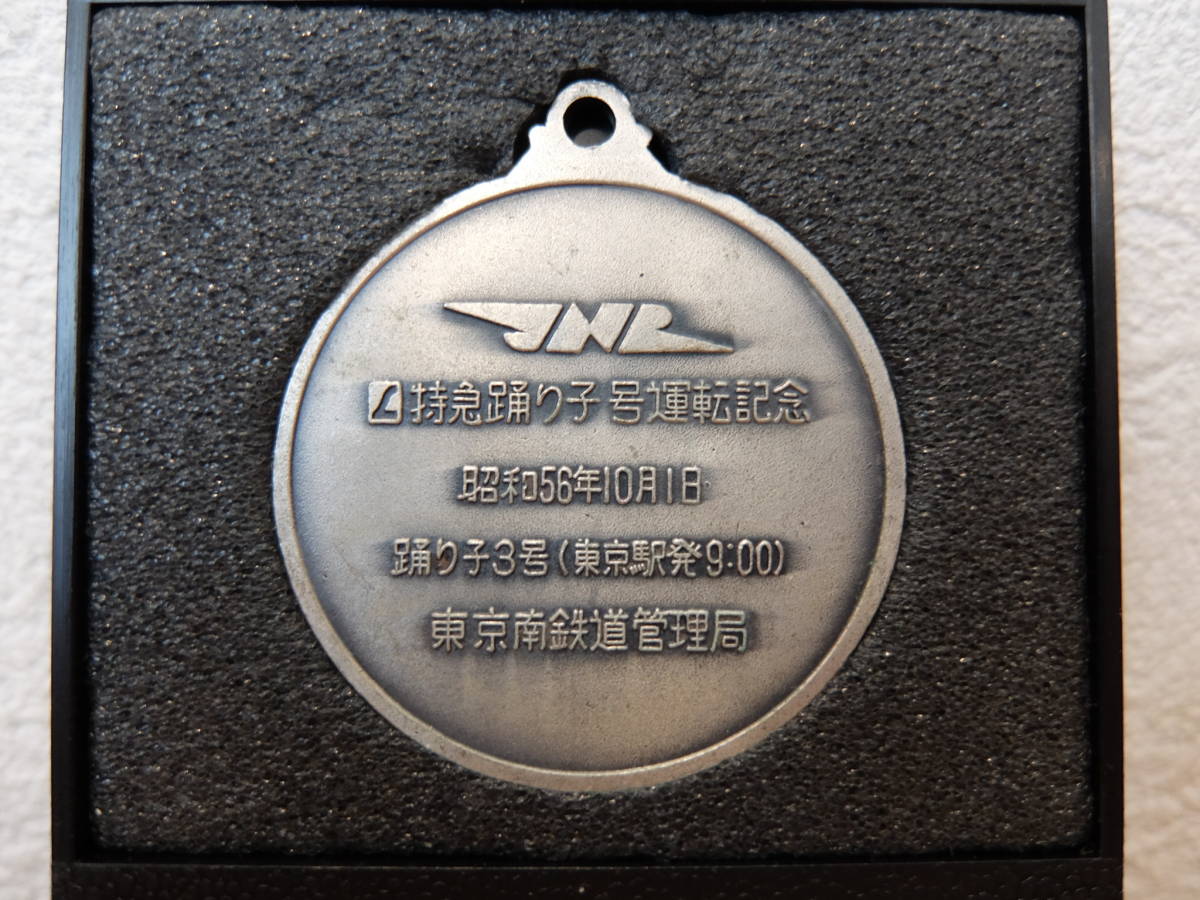 JNR
L特急踊り子号運転記念
昭和56年10月1日
踊り子3号(東京駅発9:00)
東京南鉄道管理局